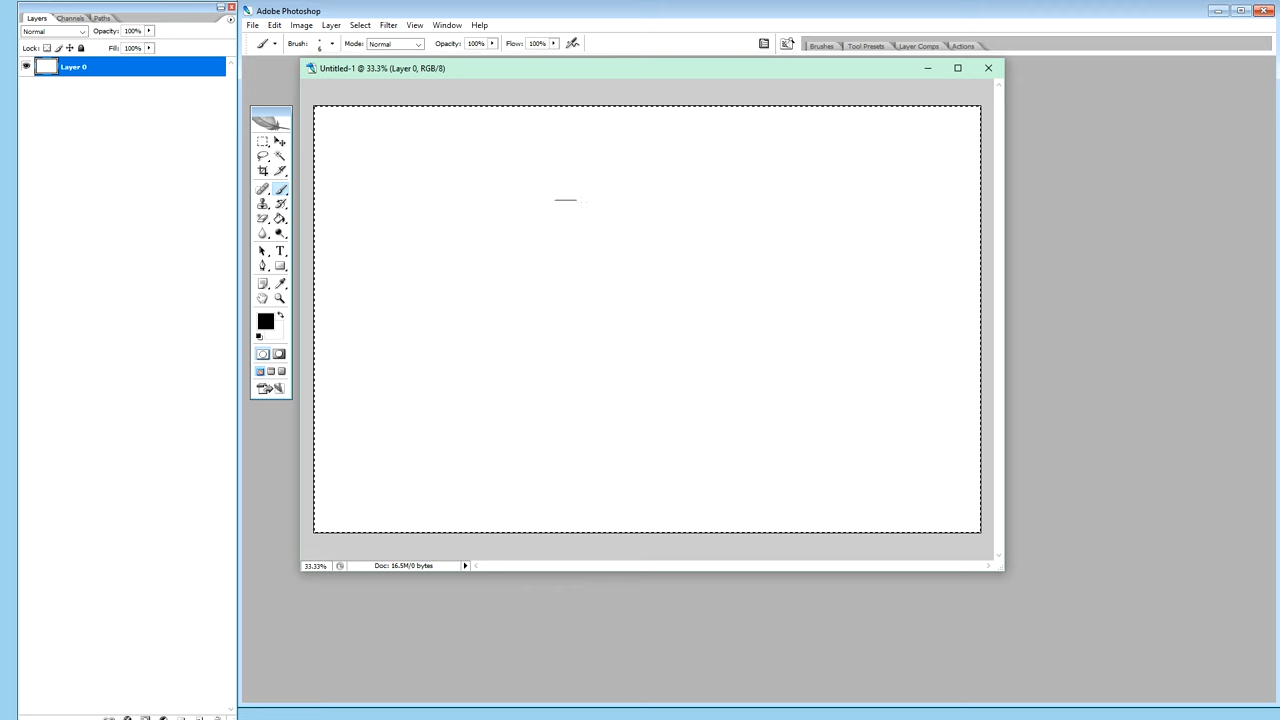 Layers Channels Paths
Normal Opacity: 100%
Lock: Fill: 100%
Layer 0
Adobe Photoshop
File Edit Image Layer Select Filter View Window Help
Brush: 6 Mode: Normal Opacity: 100% Flow: 100% Brushes Tool Presets Layer Comps Actions
Untitled-1 @ 33.3% (Layer 0, RGB/8)
T
33.33% Doc: 16.5M/0 bytes